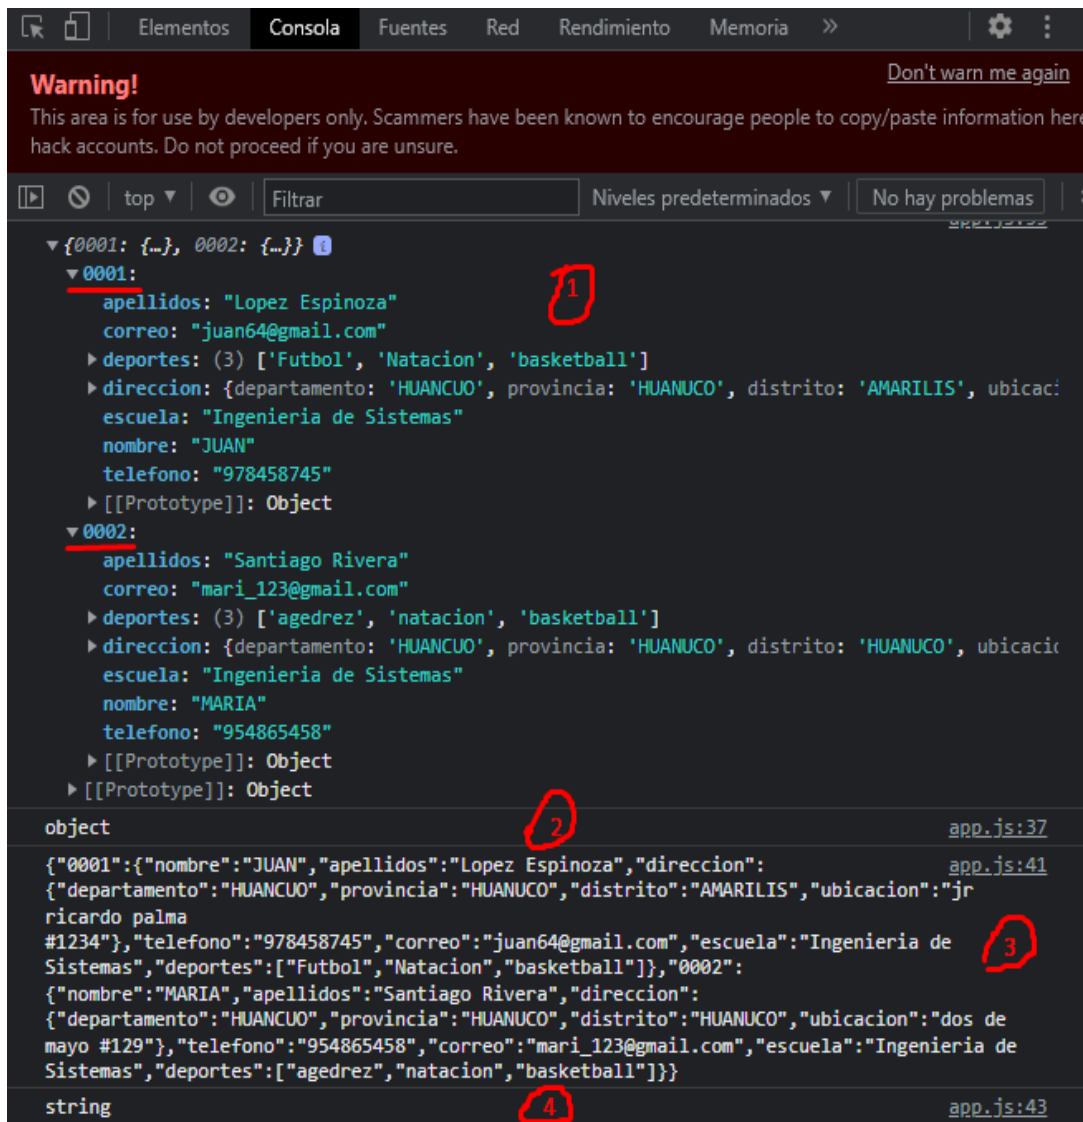 Elementos Consola Fuentes Red Rendimiento Memoria »
Warning! Don't warn me again
This area is for use by developers only. Scammers have been known to encourage people to copy/paste information here
hack accounts. Do not proceed if you are unsure.
top ▼ Filtrar Niveles predeterminados ▼ No hay problemas
▼{0001: {…}, 0002: {…}} i
▼0001:
apellidos: "Lopez Espinoza" 1
correo: "juan64@gmail.com"
▶deportes: (3) ['Futbol', 'Natacion', 'basketball']
▶direccion: {departamento: 'HUANCUO', provincia: 'HUANUCO', distrito: 'AMARILIS', ubicaci
escuela: "Ingenieria de Sistemas"
nombre: "JUAN"
telefono: "978458745"
▶[[Prototype]]: Object
▼0002:
apellidos: "Santiago Rivera"
correo: "mari_123@gmail.com"
▶deportes: (3) ['agedrez', 'natacion', 'basketball']
▶direccion: {departamento: 'HUANCUO', provincia: 'HUANUCO', distrito: 'HUANUCO', ubicacic
escuela: "Ingenieria de Sistemas"
nombre: "MARIA"
telefono: "954865458"
▶[[Prototype]]: Object
▶[[Prototype]]: Object
object 2 app.js:37
{"0001":{"nombre":"JUAN","apellidos":"Lopez Espinoza","direccion": app.js:41
{"departamento":"HUANCUO","provincia":"HUANUCO","distrito":"AMARILIS","ubicacion":"jr
ricardo palma
#1234"},"telefono":"978458745","correo":"juan64@gmail.com","escuela":"Ingenieria de 3
Sistemas","deportes":["Futbol","Natacion","basketball"]},"0002":
{"nombre":"MARIA","apellidos":"Santiago Rivera","direccion":
{"departamento":"HUANCUO","provincia":"HUANUCO","distrito":"HUANUCO","ubicacion":"dos de
mayo #129"},"telefono":"954865458","correo":"mari_123@gmail.com","escuela":"Ingenieria de
Sistemas","deportes":["agedrez","natacion","basketball"]}}
string 4 app.js:43